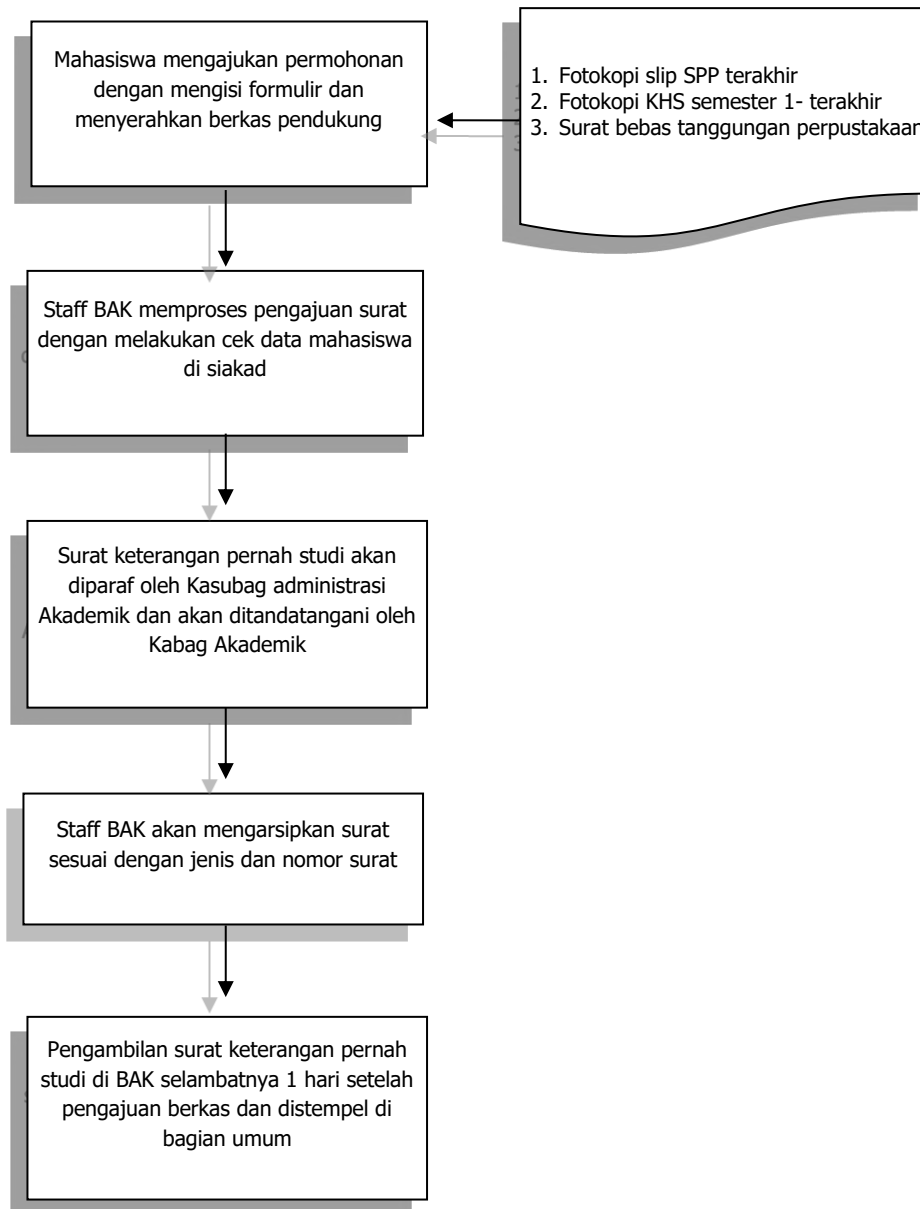 Mahasiswa mengajukan permohonan
dengan mengisi formulir dan
menyerahkan berkas pendukung
1. Fotokopi slip SPP terakhir
2. Fotokopi KHS semester 1- terakhir
3. Surat bebas tanggungan perpustakaan
Staff BAK memproses pengajuan surat
dengan melakukan cek data mahasiswa
di siakad
Surat keterangan pernah studi akan
diparaf oleh Kasubag administrasi
Akademik dan akan ditandatangani oleh
Kabag Akademik
Staff BAK akan mengarsipkan surat
sesuai dengan jenis dan nomor surat
Pengambilan surat keterangan pernah
studi di BAK selambatnya 1 hari setelah
pengajuan berkas dan distempel di
bagian umum